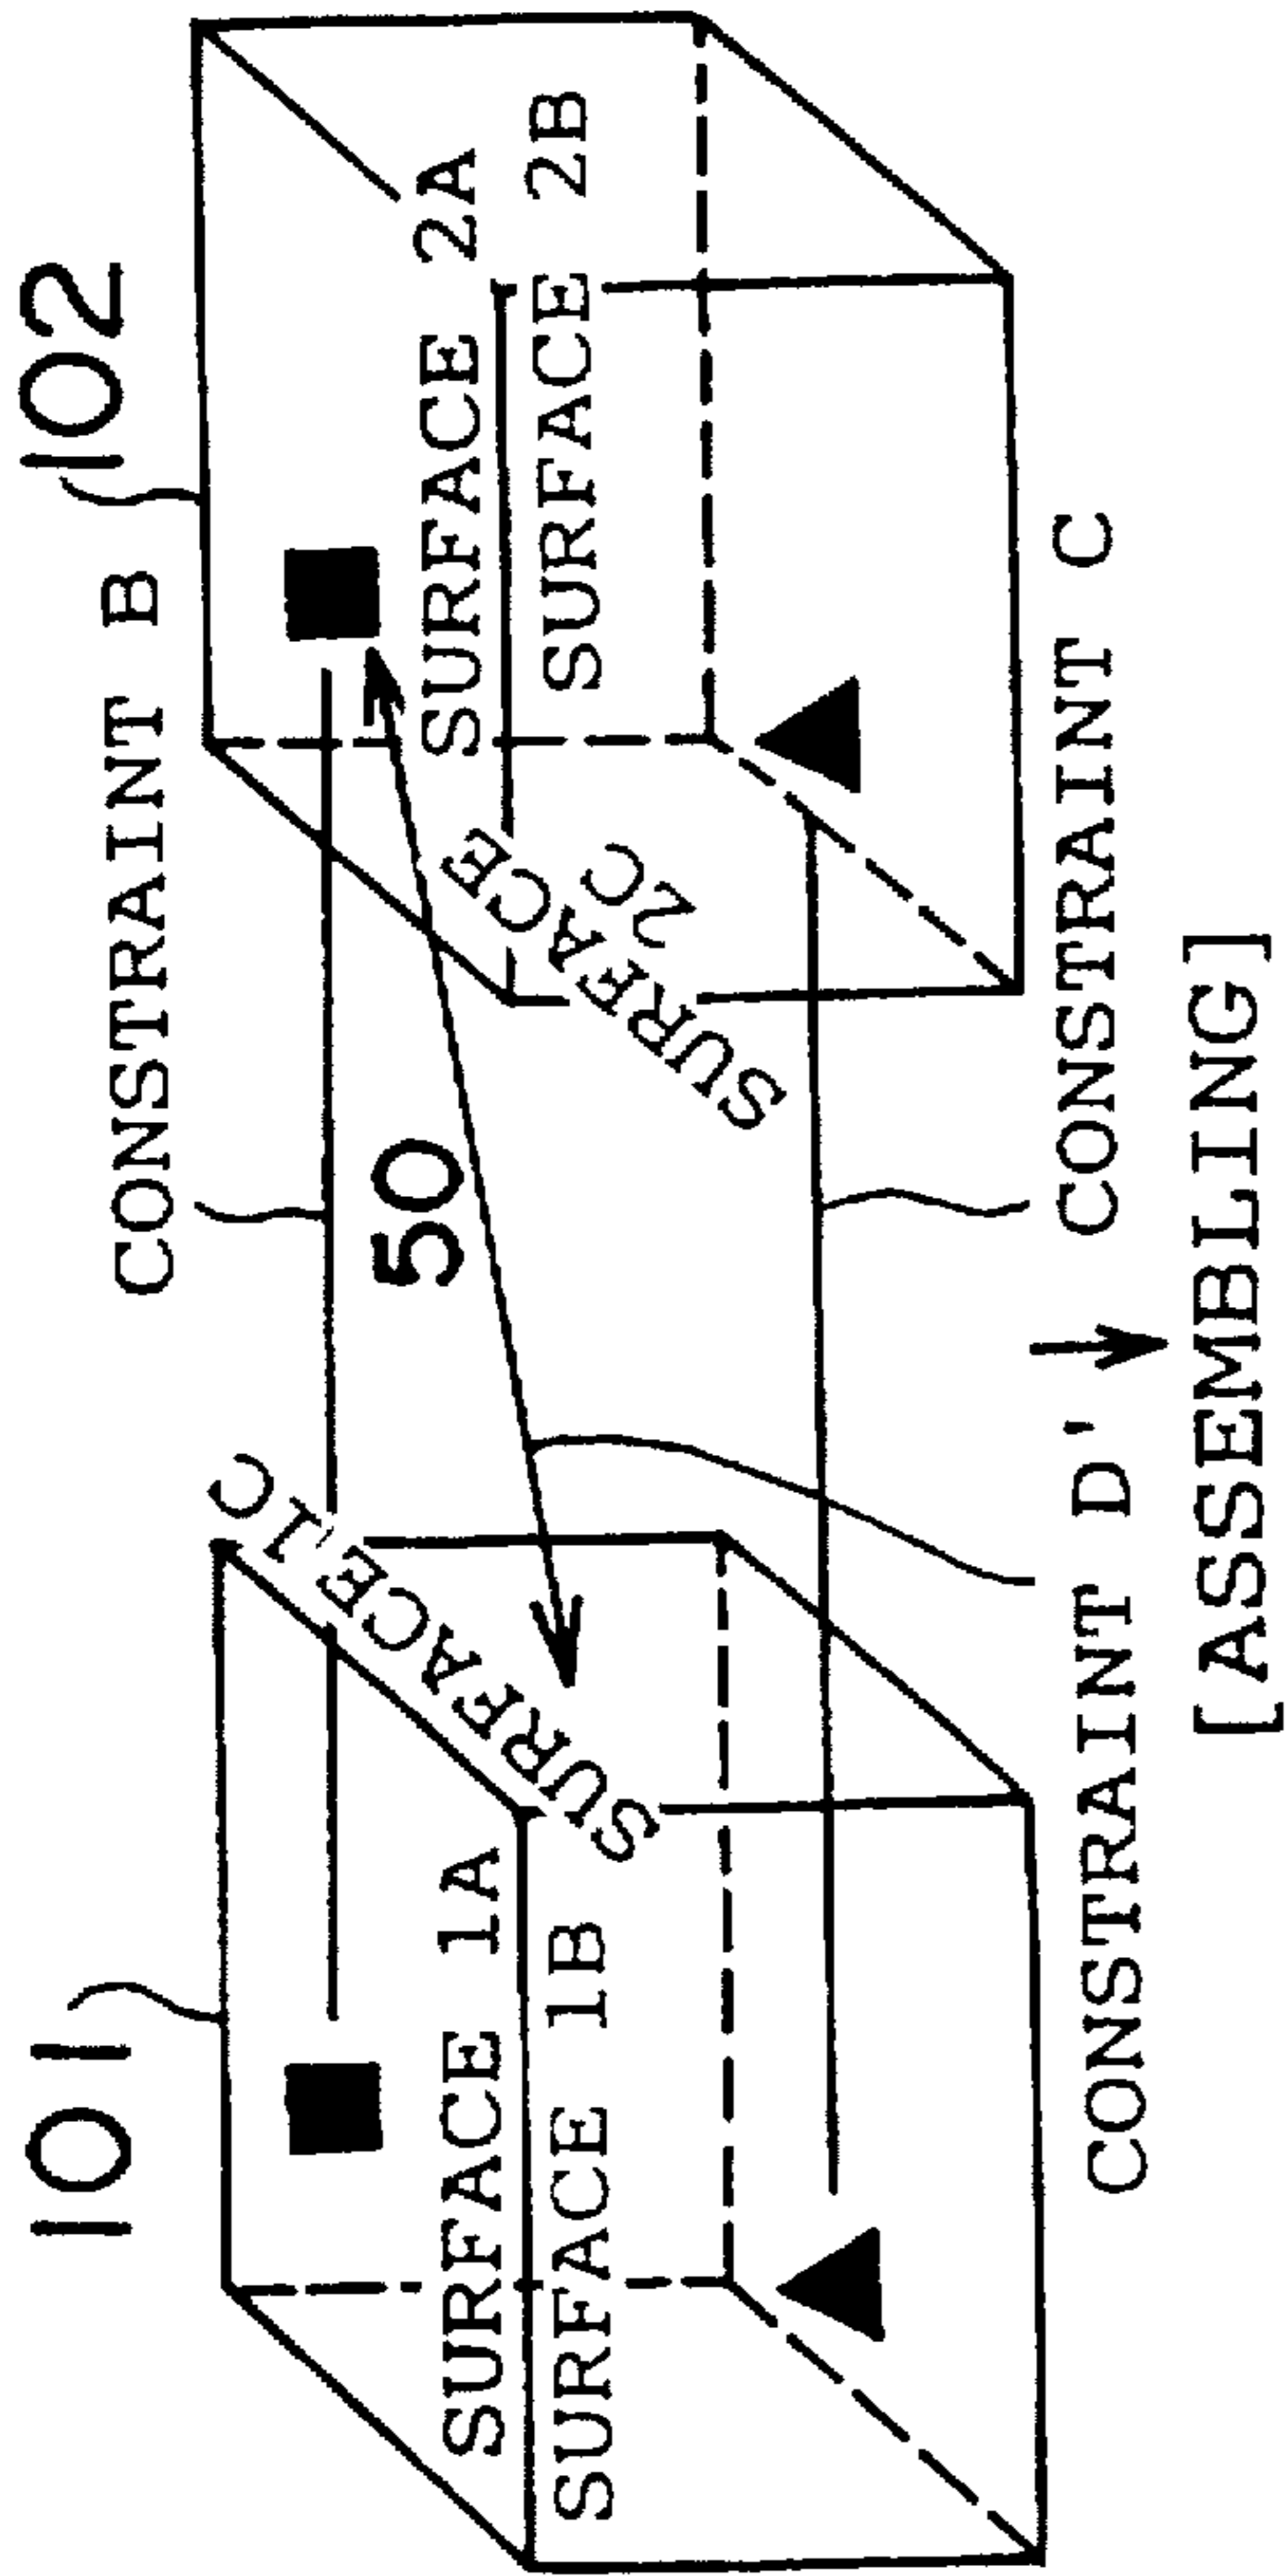 101
102
CONSTRAINT B
SURFACE 1C
50
SURFACE 1A
SURFACE 2A
SURFACE 1B
SURFACE 2B
SURFACE
2C
CONSTRAINT D'
CONSTRAINT C
[ASSEMBLING]